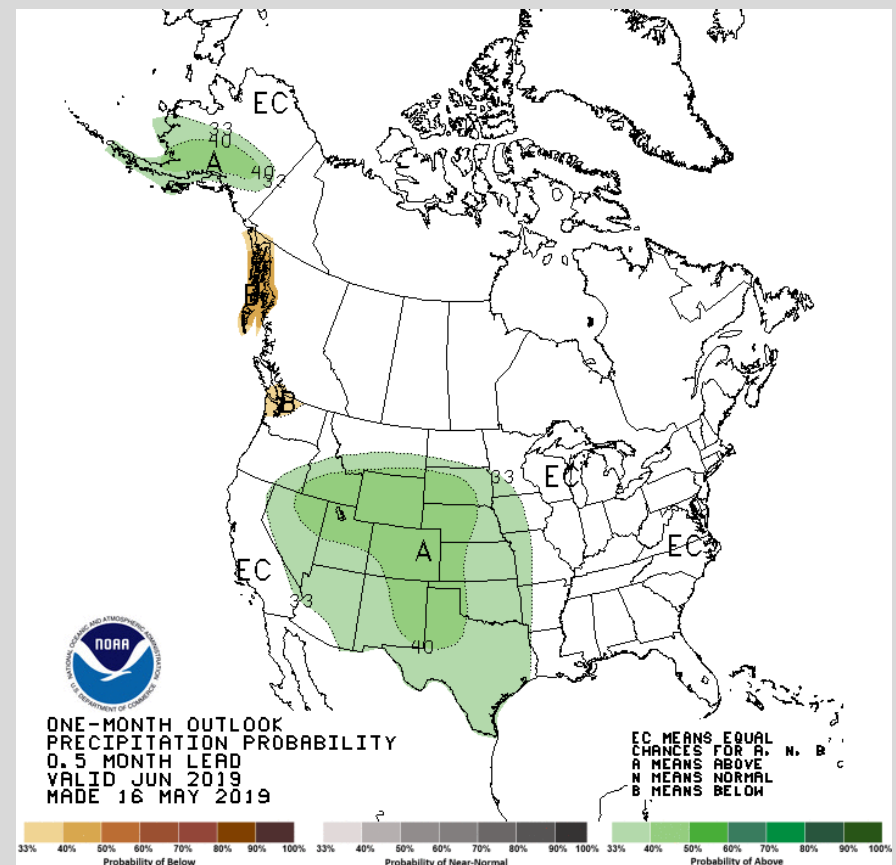 EC
33
40
A
40
33
B
B
33
EC
A
EC
EC
33
40
NATIONAL OCEANIC AND ATMOSPHERIC ADMINISTRATION
NOAA
U.S. DEPARTMENT OF COMMERCE
ONE-MONTH OUTLOOK
PRECIPITATION PROBABILITY
0.5 MONTH LEAD
VALID JUN 2019
MADE 16 MAY 2019
EC MEANS EQUAL
CHANCES FOR A, N, B
A MEANS ABOVE
N MEANS NORMAL
B MEANS BELOW
33% 40% 50% 60% 70% 80% 90% 100%
Probability of Below
33% 40% 50% 60% 70% 80% 90% 100%
Probability of Near-Normal
33% 40% 50% 60% 70% 80% 90% 100%
Probability of Above